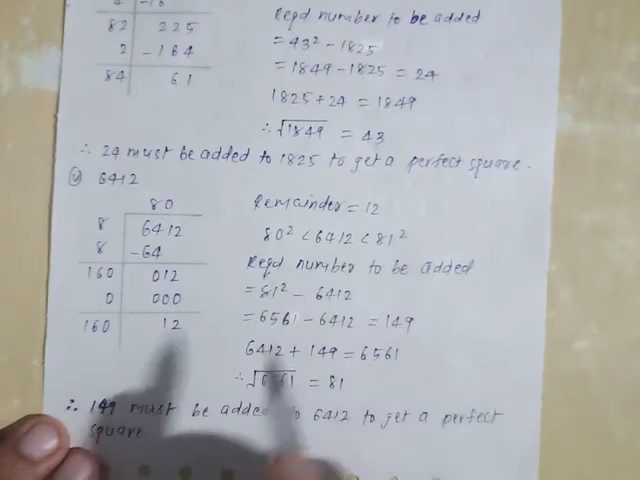 4 -16
82 225
2 -164
84 61
Reqd number to be added
= 43² - 1825
= 1849 - 1825 = 24
1825 + 24 = 1849
∴ √1849 = 43
∴ 24 must be added to 1825 to get a perfect square.
6412
80
8 6412
8 -64
160 012
0 000
160 12
Remainder = 12
80² < 6412 < 81²
Reqd number to be added
= 81² - 6412
= 6561 - 6412 = 149
6412 + 149 = 6561
∴ √6561 = 81
∴ 149 must be added to 6412 to get a perfect
square